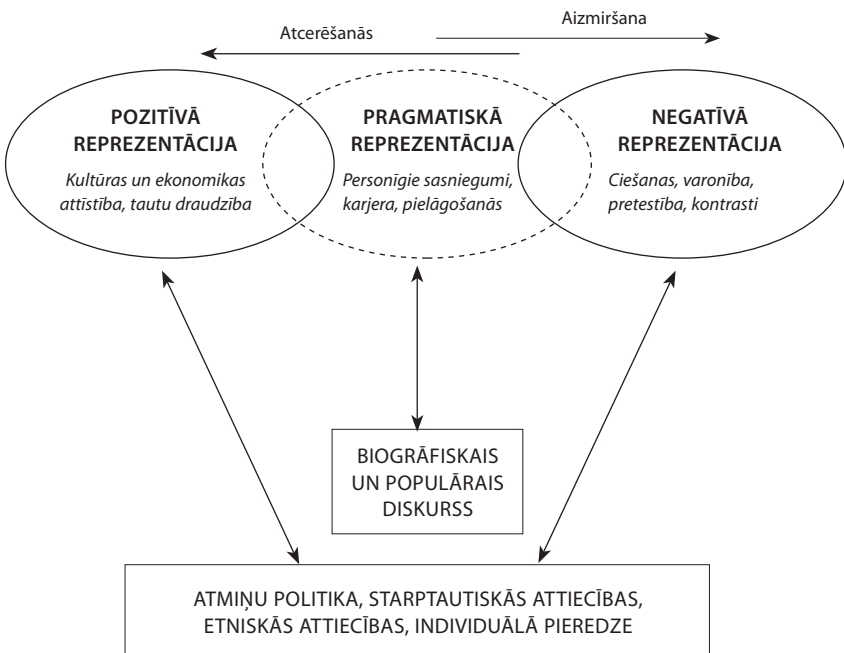 Atcerēšanās
Aizmiršana
POZITĪVĀ
REPREZENTĀCIJA
Kultūras un ekonomikas
attīstība, tautu draudzība
PRAGMATISKĀ
REPREZENTĀCIJA
Personīgie sasniegumi,
karjera, pielāgošanās
NEGATĪVĀ
REPREZENTĀCIJA
Ciešanas, varonība,
pretestība, kontrasti
BIOGRĀFISKAIS
UN POPULĀRAIS
DISKURSS
ATMIŅU POLITIKA, STARPTAUTISKĀS ATTIECĪBAS,
ETNISKĀS ATTIECĪBAS, INDIVIDUĀLĀ PIEREDZE